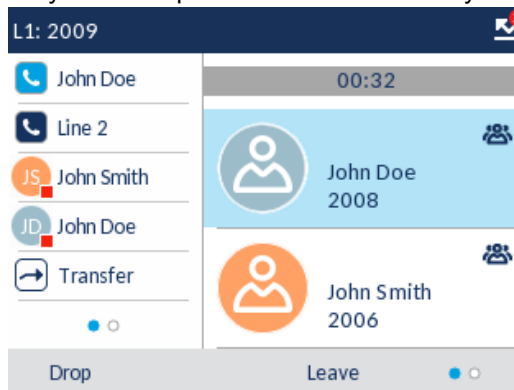 L1: 2009
John Doe
Line 2
JS John Smith
JD John Doe
Transfer
00:32
John Doe
2008
John Smith
2006
Drop
Leave